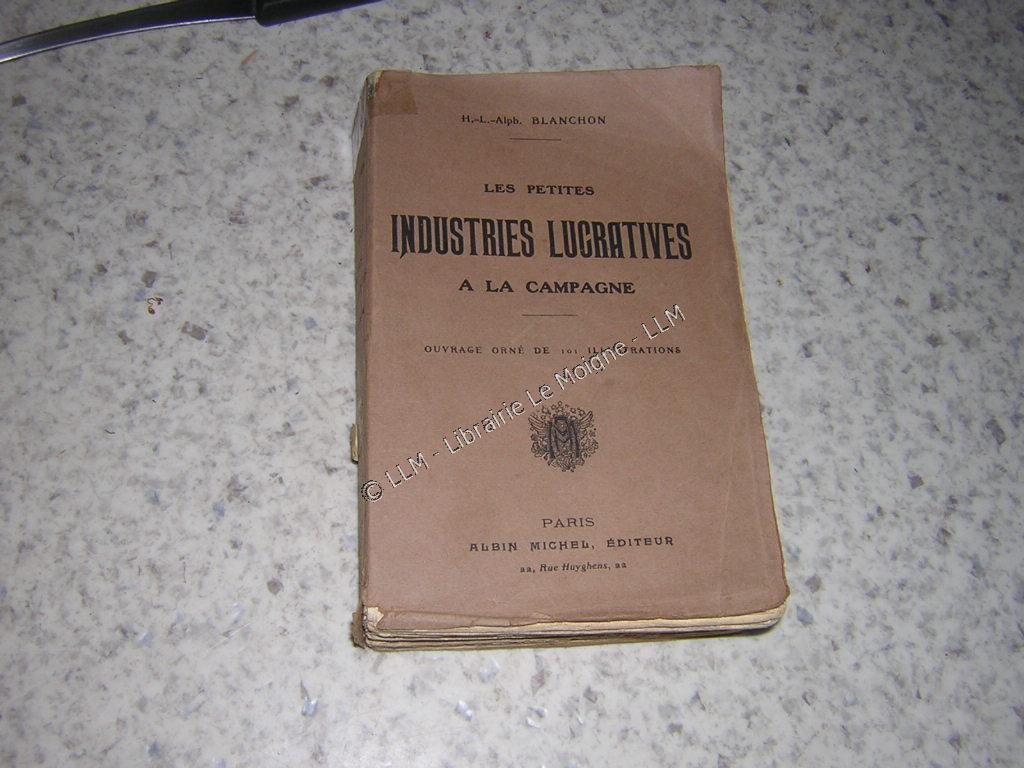 H.-L.-Alph. BLANCHON
LES PETITES
INDUSTRIES LUCRATIVES
A LA CAMPAGNE
OUVRAGE ORNÉ DE 101 ILLUSTRATIONS
© LLM - Librairie Le Moigne - LLM
PARIS
ALBIN MICHEL, ÉDITEUR
22, Rue Huyghens, 22